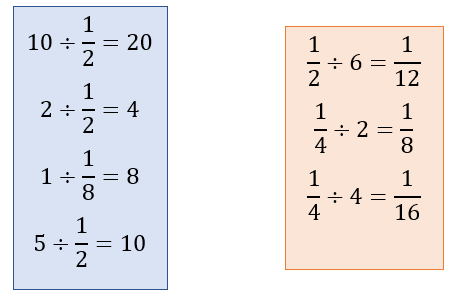 10 ÷ 1/2 = 20
2 ÷ 1/2 = 4
1 ÷ 1/8 = 8
5 ÷ 1/2 = 10
1/2 ÷ 6 = 1/12
1/4 ÷ 2 = 1/8
1/4 ÷ 4 = 1/16